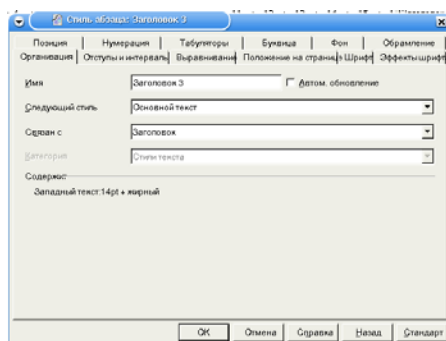 Стиль абзаца: Заголовок 3
Позиция Нумерация Табуляторы Буквица Фон Обрамление
Организация Отступы и интервалы Выравнивание Положение на странице Шрифт Эффекты шрифта
Имя Заголовок 3 Автом. обновление
Следующий стиль Основной текст
Связан с Заголовок
Категория Стили текста
Содержит
Западный текст:14pt + жирный
OK Отмена Справка Назад Стандарт